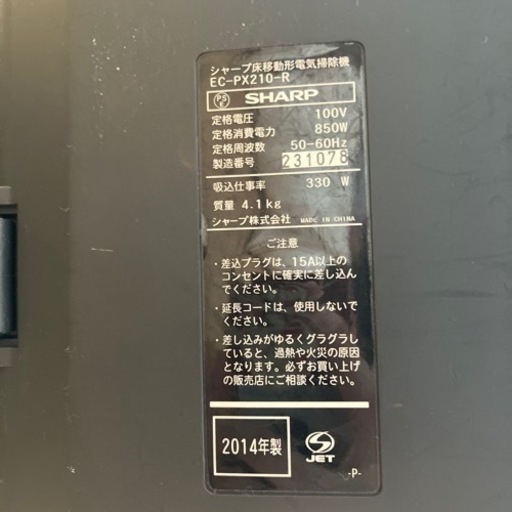 シャープ床移動形電気掃除機
EC-PX210-R
PS E SHARP
定格電圧 100V
定格消費電力 850W
定格周波数 50-60Hz
製造番号 231078
吸込仕事率 330 W
質量 4.1kg
シャープ株式会社 MADE IN CHINA
ご注意
・差込プラグは、15A以上の
コンセントに確実に差し込ん
でください。
・延長コードは、使用しないで
ください。
・差し込みがゆるくグラグラ
していると、過熱や火災の原因
となります。必ずお買い上げ
の販売店にご相談ください。
2014年製
JET
-P-